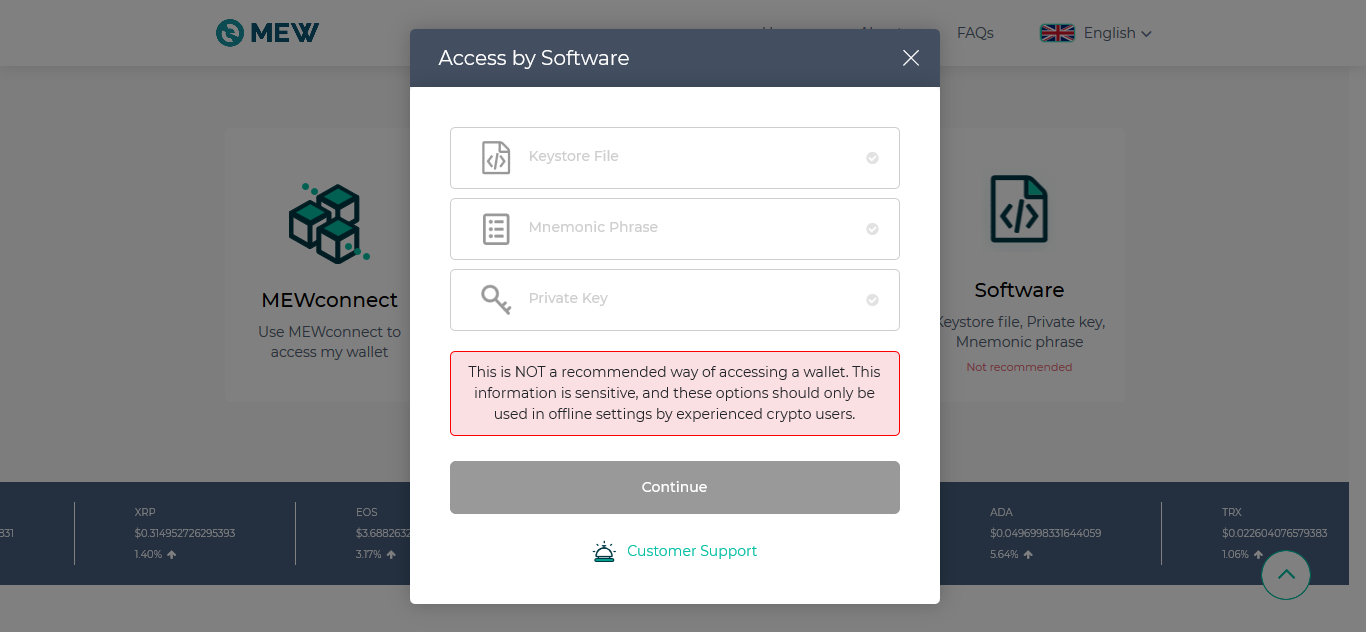 MEW
FAQs
English
Access by Software
Keystore File
Mnemonic Phrase
Private Key
This is NOT a recommended way of accessing a wallet. This
information is sensitive, and these options should only be
used in offline settings by experienced crypto users.
Continue
Customer Support
MEWconnect
Use MEWconnect to
access my wallet
Software
Keystore file, Private key,
Mnemonic phrase
Not recommended
831
XRP
$0.314952726295393
1.40%
EOS
$3.6882632
3.17%
ADA
$0.0496998331644059
5.64%
TRX
$0.022604076579383
1.06%